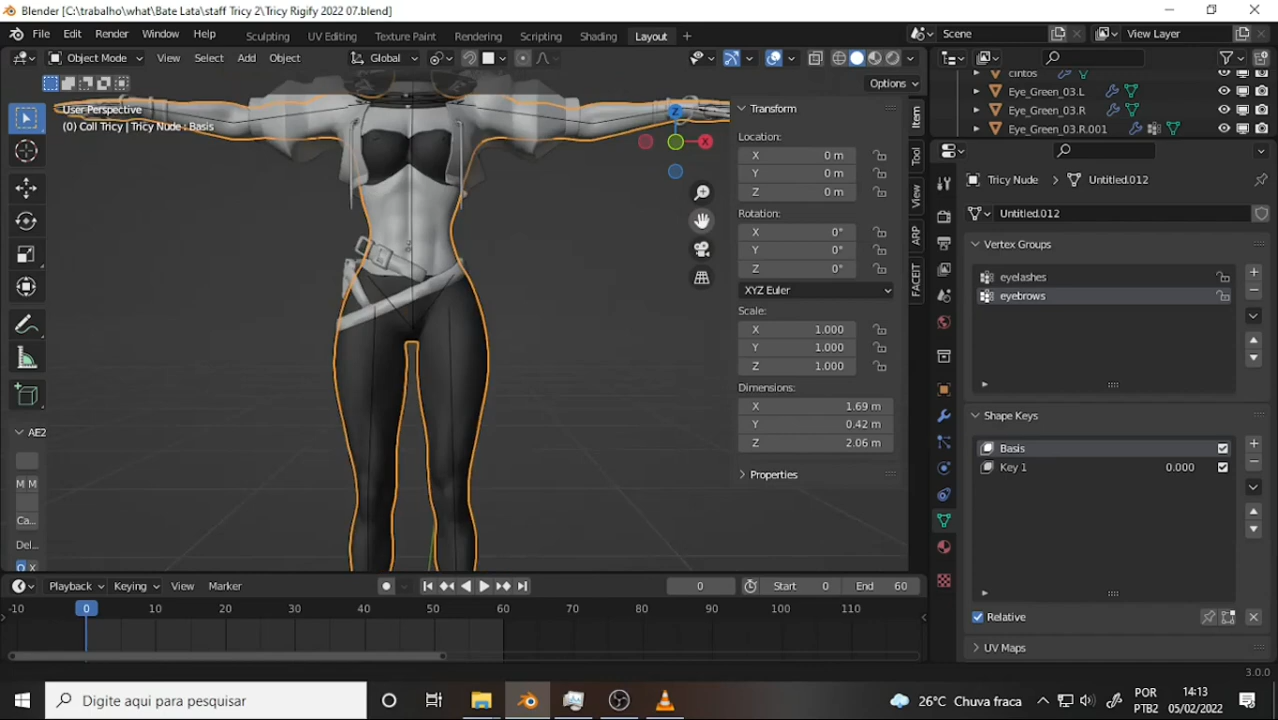 Blender [C:\trabalho\what\Bate Lata\staff Tricy 2\Tricy Rigify 2022 07.blend]
File Edit Render Window Help Sculpting UV Editing Texture Paint Rendering Scripting Shading Layout + Scene View Layer
Object Mode View Select Add Object Global
Options
User Perspective
(0) Coll Tricy | Tricy Nude : Basis
X
Z
Transform
Location:
X 0 m
Y 0 m
Z 0 m
Rotation:
X 0°
Y 0°
Z 0°
XYZ Euler
Scale:
X 1.000
Y 1.000
Z 1.000
Dimensions:
X 1.69 m
Y 0.42 m
Z 2.06 m
Properties
Item
Tool
View
ARP
FACEIT
AE2
M M
Ca...
Del...
X
cintos
Eye_Green_03.L
Eye_Green_03.R
Eye_Green_03.R.001
Tricy Nude > Untitled.012
Untitled.012
Vertex Groups
eyelashes
eyebrows
Shape Keys
Basis
Key 1 0.000
Relative
UV Maps
Playback Keying View Marker 0 Start 0 End 60
-10 0 10 20 30 40 50 60 70 80 90 100 110
3.0.0
Digite aqui para pesquisar
26°C Chuva fraca
POR
PTB2
14:13
05/02/2022